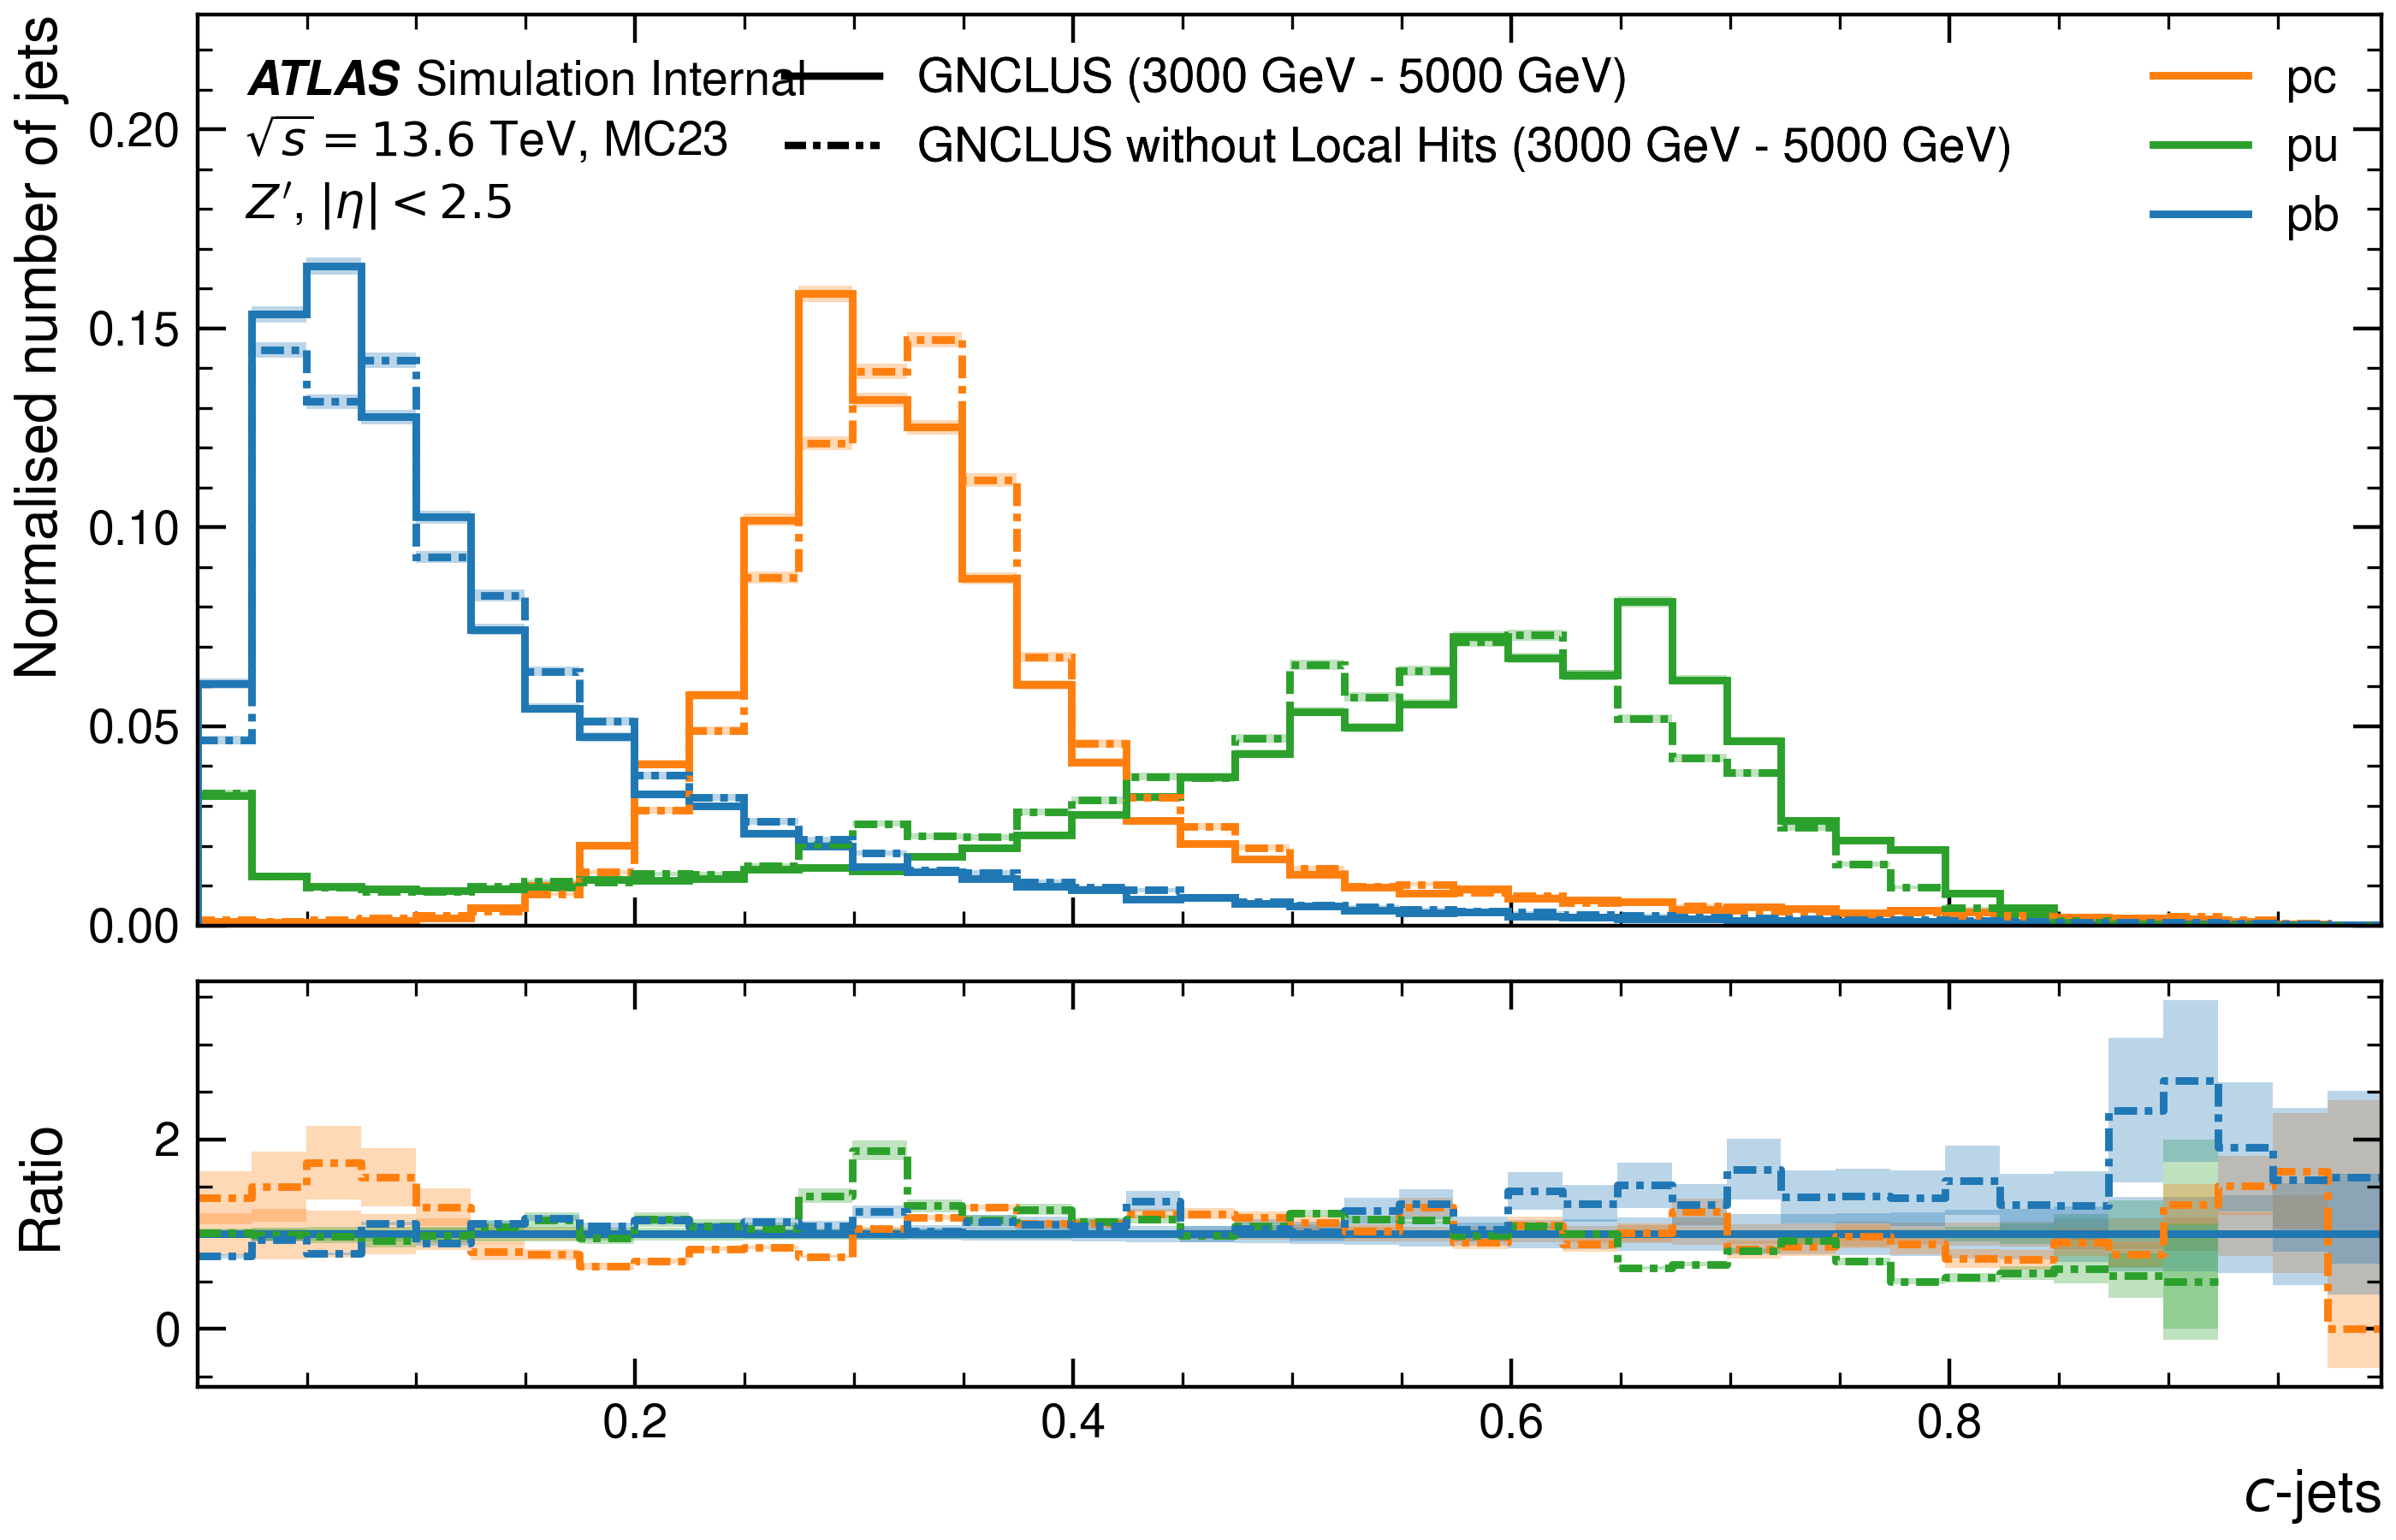 Normalised number of jets
ATLAS Simulation Internal
√s = 13.6 TeV, MC23
Z′, |η| < 2.5
GNCLUS (3000 GeV - 5000 GeV)
GNCLUS without Local Hits (3000 GeV - 5000 GeV)
pc
pu
pb
0.20
0.15
0.10
0.05
0.00
Ratio
2
0
0.2
0.4
0.6
0.8
c-jets